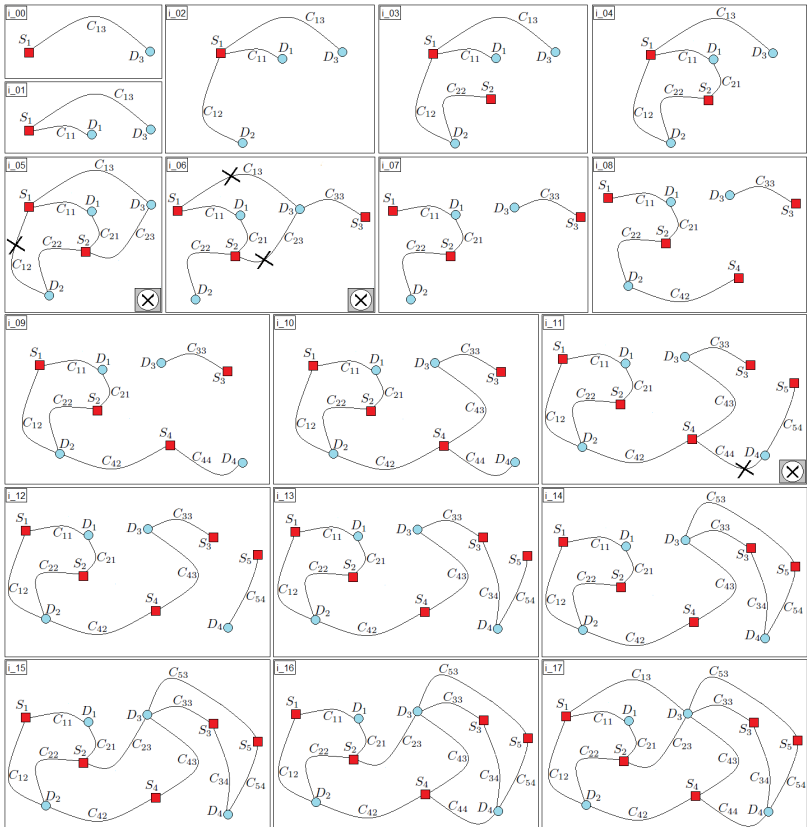 i_00
C13
S1
D3
i_01
C13
S1
C11
D1
D3
i_02
C13
S1
C11
D1
D3
C12
D2
i_03
C13
S1
C11
D1
D3
S2
C22
C12
D2
i_04
C13
S1
C11
D1
D3
C21
C22
S2
C12
D2
i_05
C13
S1
C11
D1
D3
C21
C23
C22
S2
C12
D2
i_06
C13
C33
S1
C11
D1
D3
S3
C21
C23
C22
S2
D2
i_07
C33
S1
C11
D1
D3
S3
C21
C22
S2
D2
i_08
C33
S1
C11
D1
D3
S3
C21
C22
S2
S4
D2
C42
i_09
C33
S1
C11
D1
D3
S3
C21
C22
S2
C12
D2
S4
C42
C44
D4
i_10
C33
S1
C11
D1
D3
S3
C21
C22
S2
C43
C12
D2
S4
C42
C44
D4
i_11
C33
S1
C11
D1
D3
S3
S5
C21
C22
S2
C43
C12
D2
S4
C54
C42
C44
D4
i_12
C33
S1
C11
D1
D3
S3
S5
C21
C22
S2
C43
C12
D2
S4
C54
C42
D4
i_13
C33
S1
C11
D1
D3
S3
S5
C21
C22
S2
C43
C12
D2
S4
C34
C54
C42
D4
i_14
C53
C33
S1
C11
D1
D3
S3
S5
C21
C22
S2
C43
C12
D2
S4
C34
C54
C42
D4
i_15
C53
C33
S1
C11
D1
D3
S3
S5
C21
C23
C22
S2
C43
C12
D2
S4
C34
C54
C42
D4
i_16
C53
C33
S1
C11
D1
D3
S3
S5
C21
C23
C22
S2
C43
C12
D2
S4
C34
C54
C42
C44
D4
i_17
C13
C53
C33
S1
C11
D1
D3
S3
S5
C21
C23
C22
S2
C43
C12
D2
S4
C34
C54
C42
C44
D4